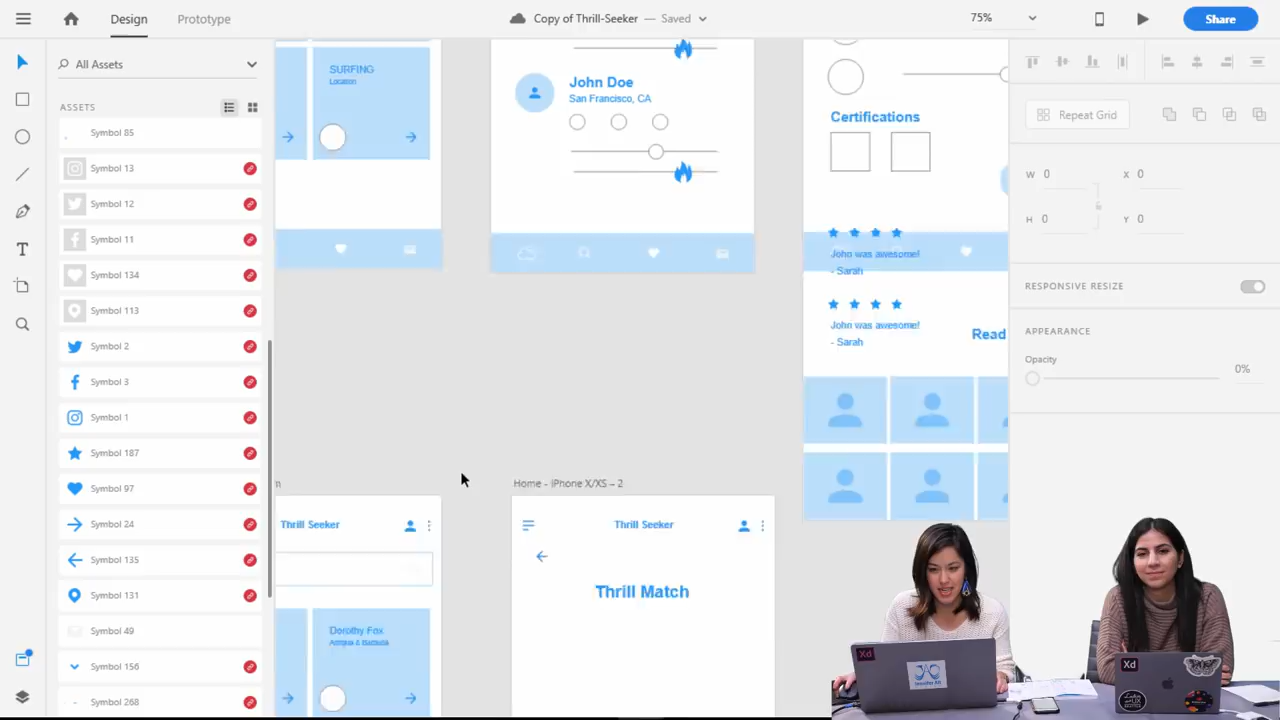 Design
Prototype
Copy of Thrill-Seeker — Saved
75%
Share
All Assets
ASSETS
Symbol 85
Symbol 13
Symbol 12
Symbol 11
Symbol 134
Symbol 113
Symbol 2
Symbol 3
Symbol 1
Symbol 187
Symbol 97
Symbol 24
Symbol 135
Symbol 131
Symbol 49
Symbol 156
Symbol 268
SURFING
Location
John Doe
San Francisco, CA
Certifications
John was awesome!
- Sarah
John was awesome!
- Sarah
Read
Home - iPhone X/XS – 2
Thrill Seeker
Thrill Seeker
Thrill Match
Dorothy Fox
Antigua & Barbuda
Repeat Grid
W 0
X 0
H 0
Y 0
RESPONSIVE RESIZE
APPEARANCE
Opacity
0%
Xd
Xd